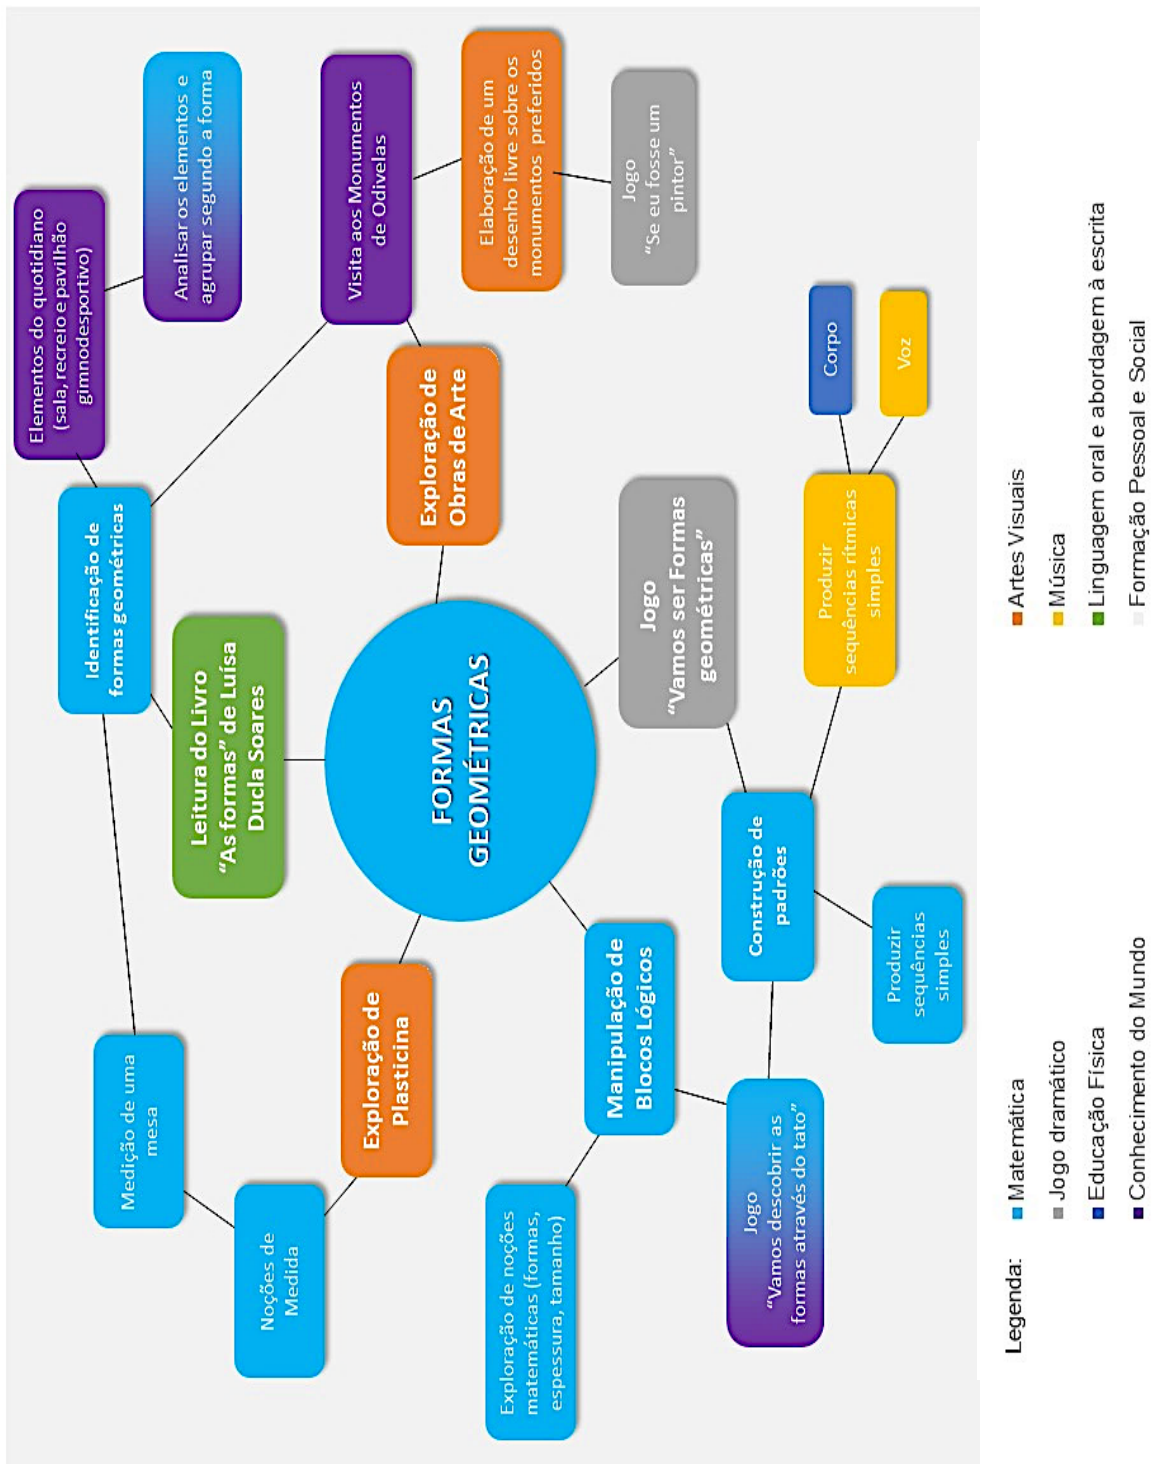 Medição de uma
mesa
Identificação de
formas geométricas
Elementos do quotidiano
(sala, recreio e pavilhão
gimnodesportivo)
Analisar os elementos e
agrupar segundo a forma
Noções de
Medida
Leitura do Livro
“As formas” de Luísa
Ducla Soares
Visita aos Monumentos
de Odivelas
Exploração de
Plasticina
FORMAS
GEOMÉTRICAS
Exploração de
Obras de Arte
Elaboração de um
desenho livre sobre os
monumentos preferidos
Jogo
“Se eu fosse um
pintor”
Exploração de noções
matemáticas (formas,
espessura, tamanho)
Manipulação de
Blocos Lógicos
Jogo
“Vamos ser Formas
geométricas”
Jogo
“Vamos descobrir as
formas através do tato”
Construção de
padrões
Produzir
sequências rítmicas
simples
Corpo
Voz
Produzir
sequências
simples
Legenda:
Matemática
Jogo dramático
Educação Física
Conhecimento do Mundo
Artes Visuais
Música
Linguagem oral e abordagem à escrita
Formação Pessoal e Social